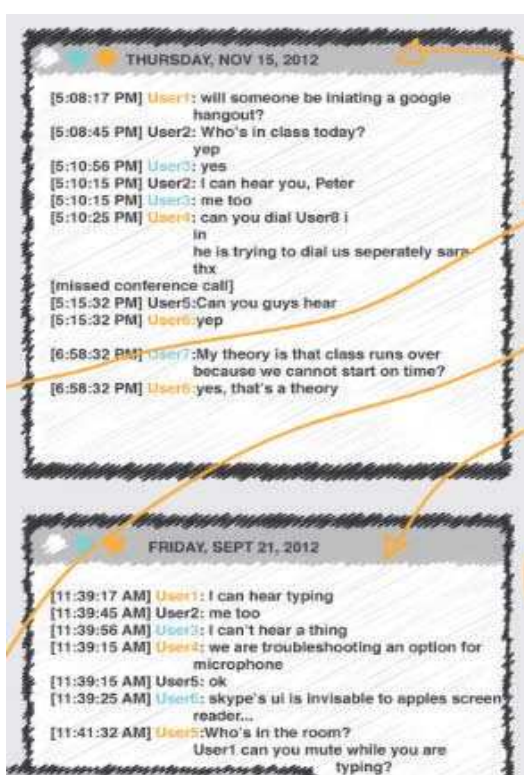 THURSDAY, NOV 15, 2012
[5:08:17 PM] User1: will someone be iniating a google
hangout?
[5:08:45 PM] User2: Who's in class today?
yep
[5:10:56 PM] User3: yes
[5:10:15 PM] User2: I can hear you, Peter
[5:10:15 PM] User3: me too
[5:10:25 PM] User4: can you dial User8 i
in
he is trying to dial us seperately sara
thx
[missed conference call]
[5:15:32 PM] User5:Can you guys hear
[5:15:32 PM] User6:yep
[6:58:32 PM] User7:My theory is that class runs over
because we cannot start on time?
[6:58:32 PM] User6:yes, that's a theory
FRIDAY, SEPT 21, 2012
[11:39:17 AM] User1: I can hear typing
[11:39:45 AM] User2: me too
[11:39:56 AM] User3: I can't hear a thing
[11:39:15 AM] User4: we are troubleshooting an option for
microphone
[11:39:15 AM] User5: ok
[11:39:25 AM] User6: skype's ui is invisable to apples screen
reader...
[11:41:32 AM] User5:Who's in the room?
User1 can you mute while you are
typing?